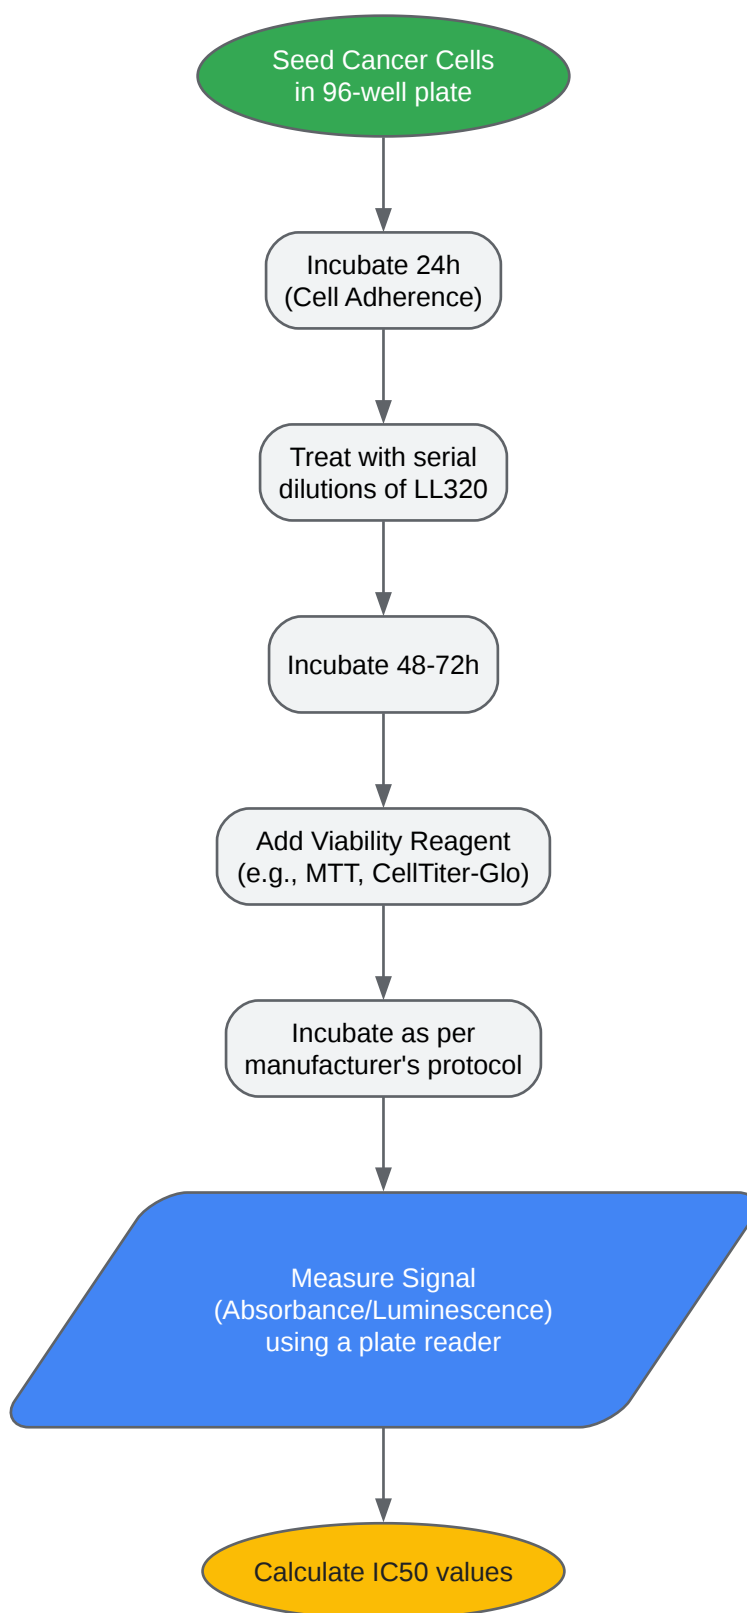 Seed Cancer Cells
in 96-well plate
Incubate 24h
(Cell Adherence)
Treat with serial
dilutions of LL320
Incubate 48-72h
Add Viability Reagent
(e.g., MTT, CellTiter-Glo)
Incubate as per
manufacturer's protocol
Measure Signal
(Absorbance/Luminescence)
using a plate reader
Calculate IC50 values